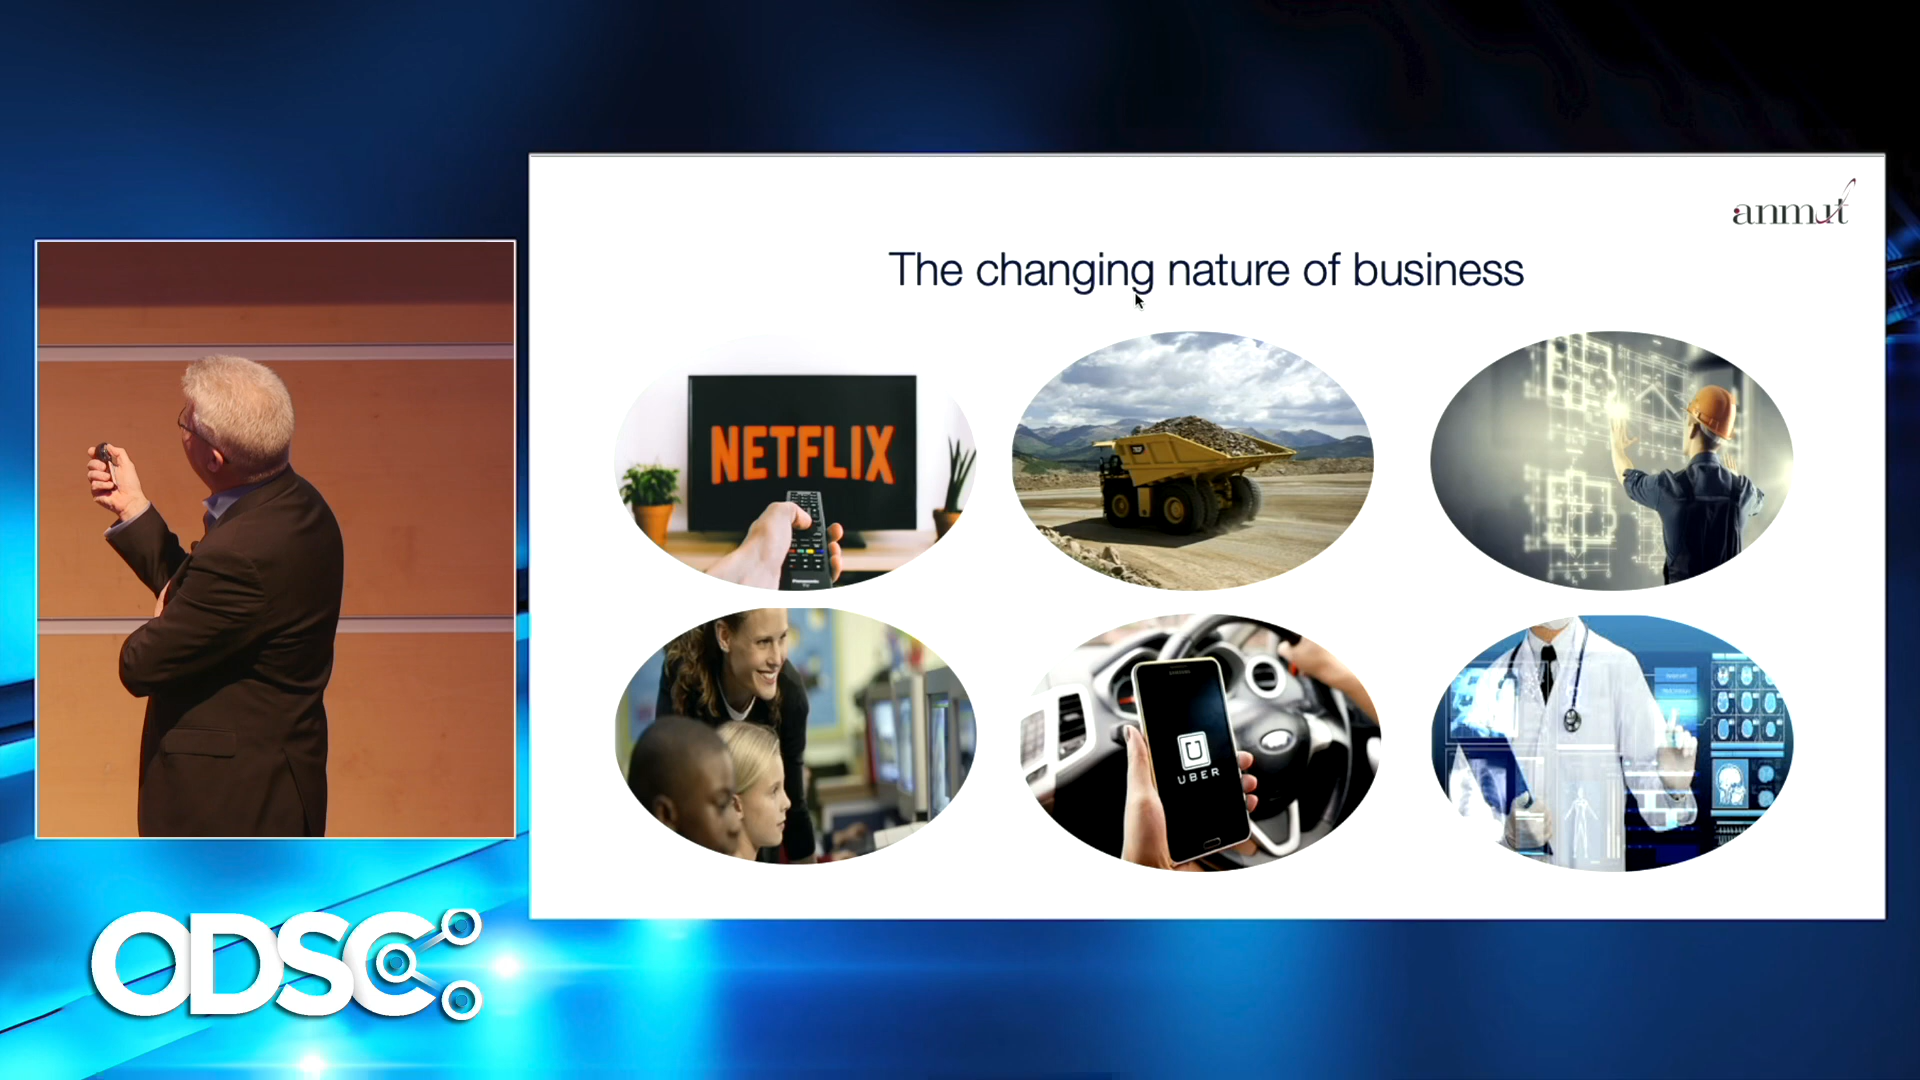 anmut
The changing nature of business
NETFLIX
UBER
ODSC